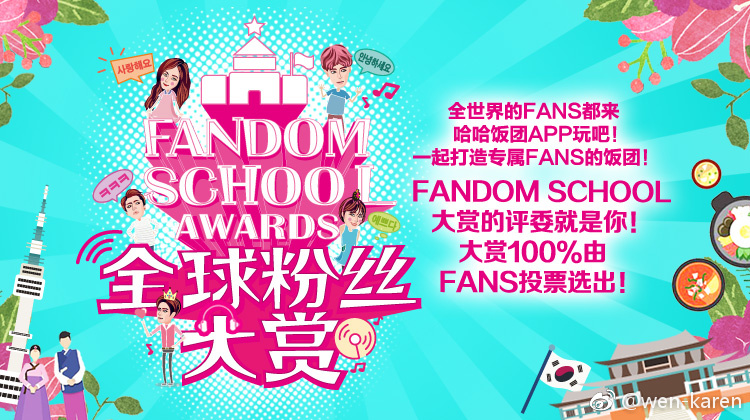 사랑해요
안녕하세요
FANDOM
SCHOOL
AWARDS
ㅋㅋㅋ
예쁘다
全球粉丝
大赏
全世界的FANS都来
哈哈饭团APP玩吧！
一起打造专属FANS的饭团！
FANDOM SCHOOL
大赏的评委就是你！
大赏100%由
FANS投票选出！
@wen-karen